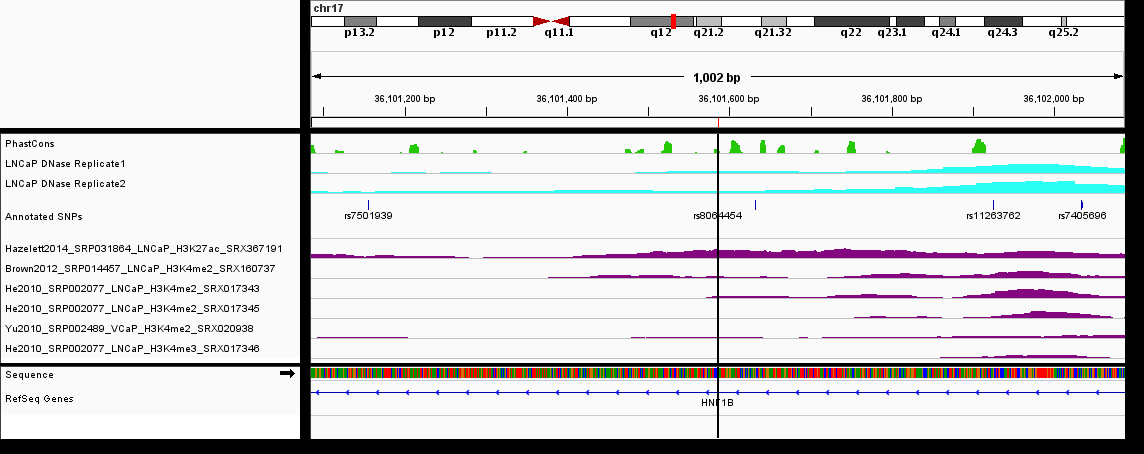 chr17
p13.2 p12 p11.2 q11.1 q12 q21.2 q21.32 q22 q23.1 q24.1 q24.3 q25.2
1,002 bp
36,101,200 bp 36,101,400 bp 36,101,600 bp 36,101,800 bp 36,102,000 bp
PhastCons
LNCaP DNase Replicate1
LNCaP DNase Replicate2
Annotated SNPs
rs7501939 rs8064454 rs11263762 rs7405696
Hazelett2014_SRP031864_LNCaP_H3K27ac_SRX367191
Brown2012_SRP014457_LNCaP_H3K4me2_SRX160737
He2010_SRP002077_LNCaP_H3K4me2_SRX017343
He2010_SRP002077_LNCaP_H3K4me2_SRX017345
Yu2010_SRP002489_VCaP_H3K4me2_SRX020938
He2010_SRP002077_LNCaP_H3K4me3_SRX017346
Sequence
RefSeq Genes
HNF1B